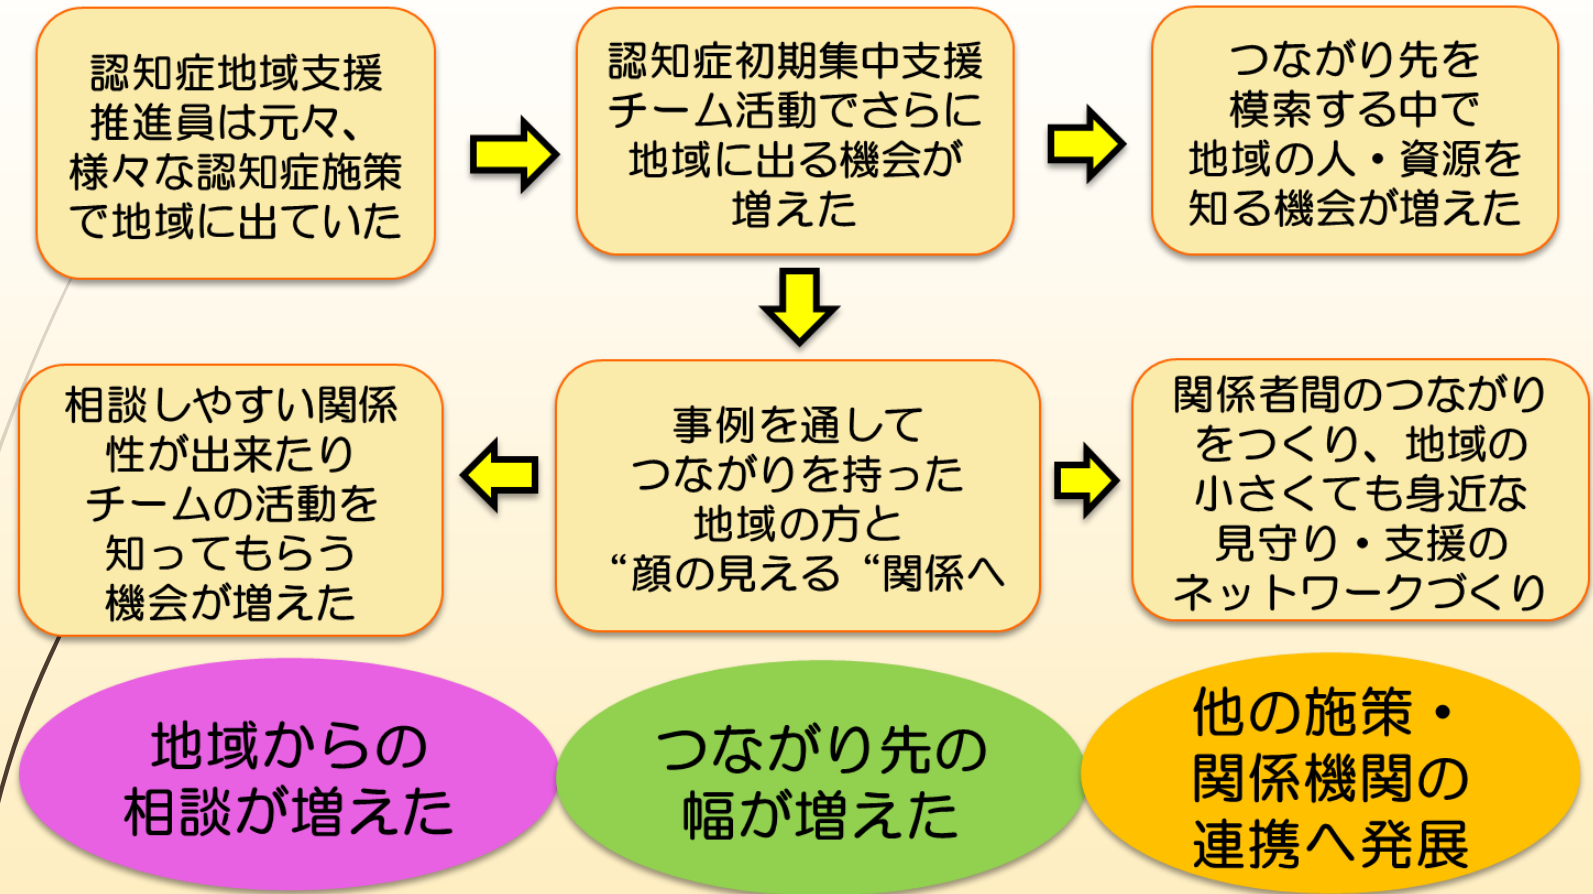 認知症地域支援
推進員は元々、
様々な認知症施策
で地域に出ていた
認知症初期集中支援
チーム活動でさらに
地域に出る機会が
増えた
つながり先を
模索する中で
地域の人・資源を
知る機会が増えた
相談しやすい関係
性が出来たり
チームの活動を
知ってもらう
機会が増えた
事例を通して
つながりを持った
地域の方と
“顔の見える“関係へ
関係者間のつながり
をつくり、地域の
小さくても身近な
見守り・支援の
ネットワークづくり
地域からの
相談が増えた
つながり先の
幅が増えた
他の施策・
関係機関の
連携へ発展